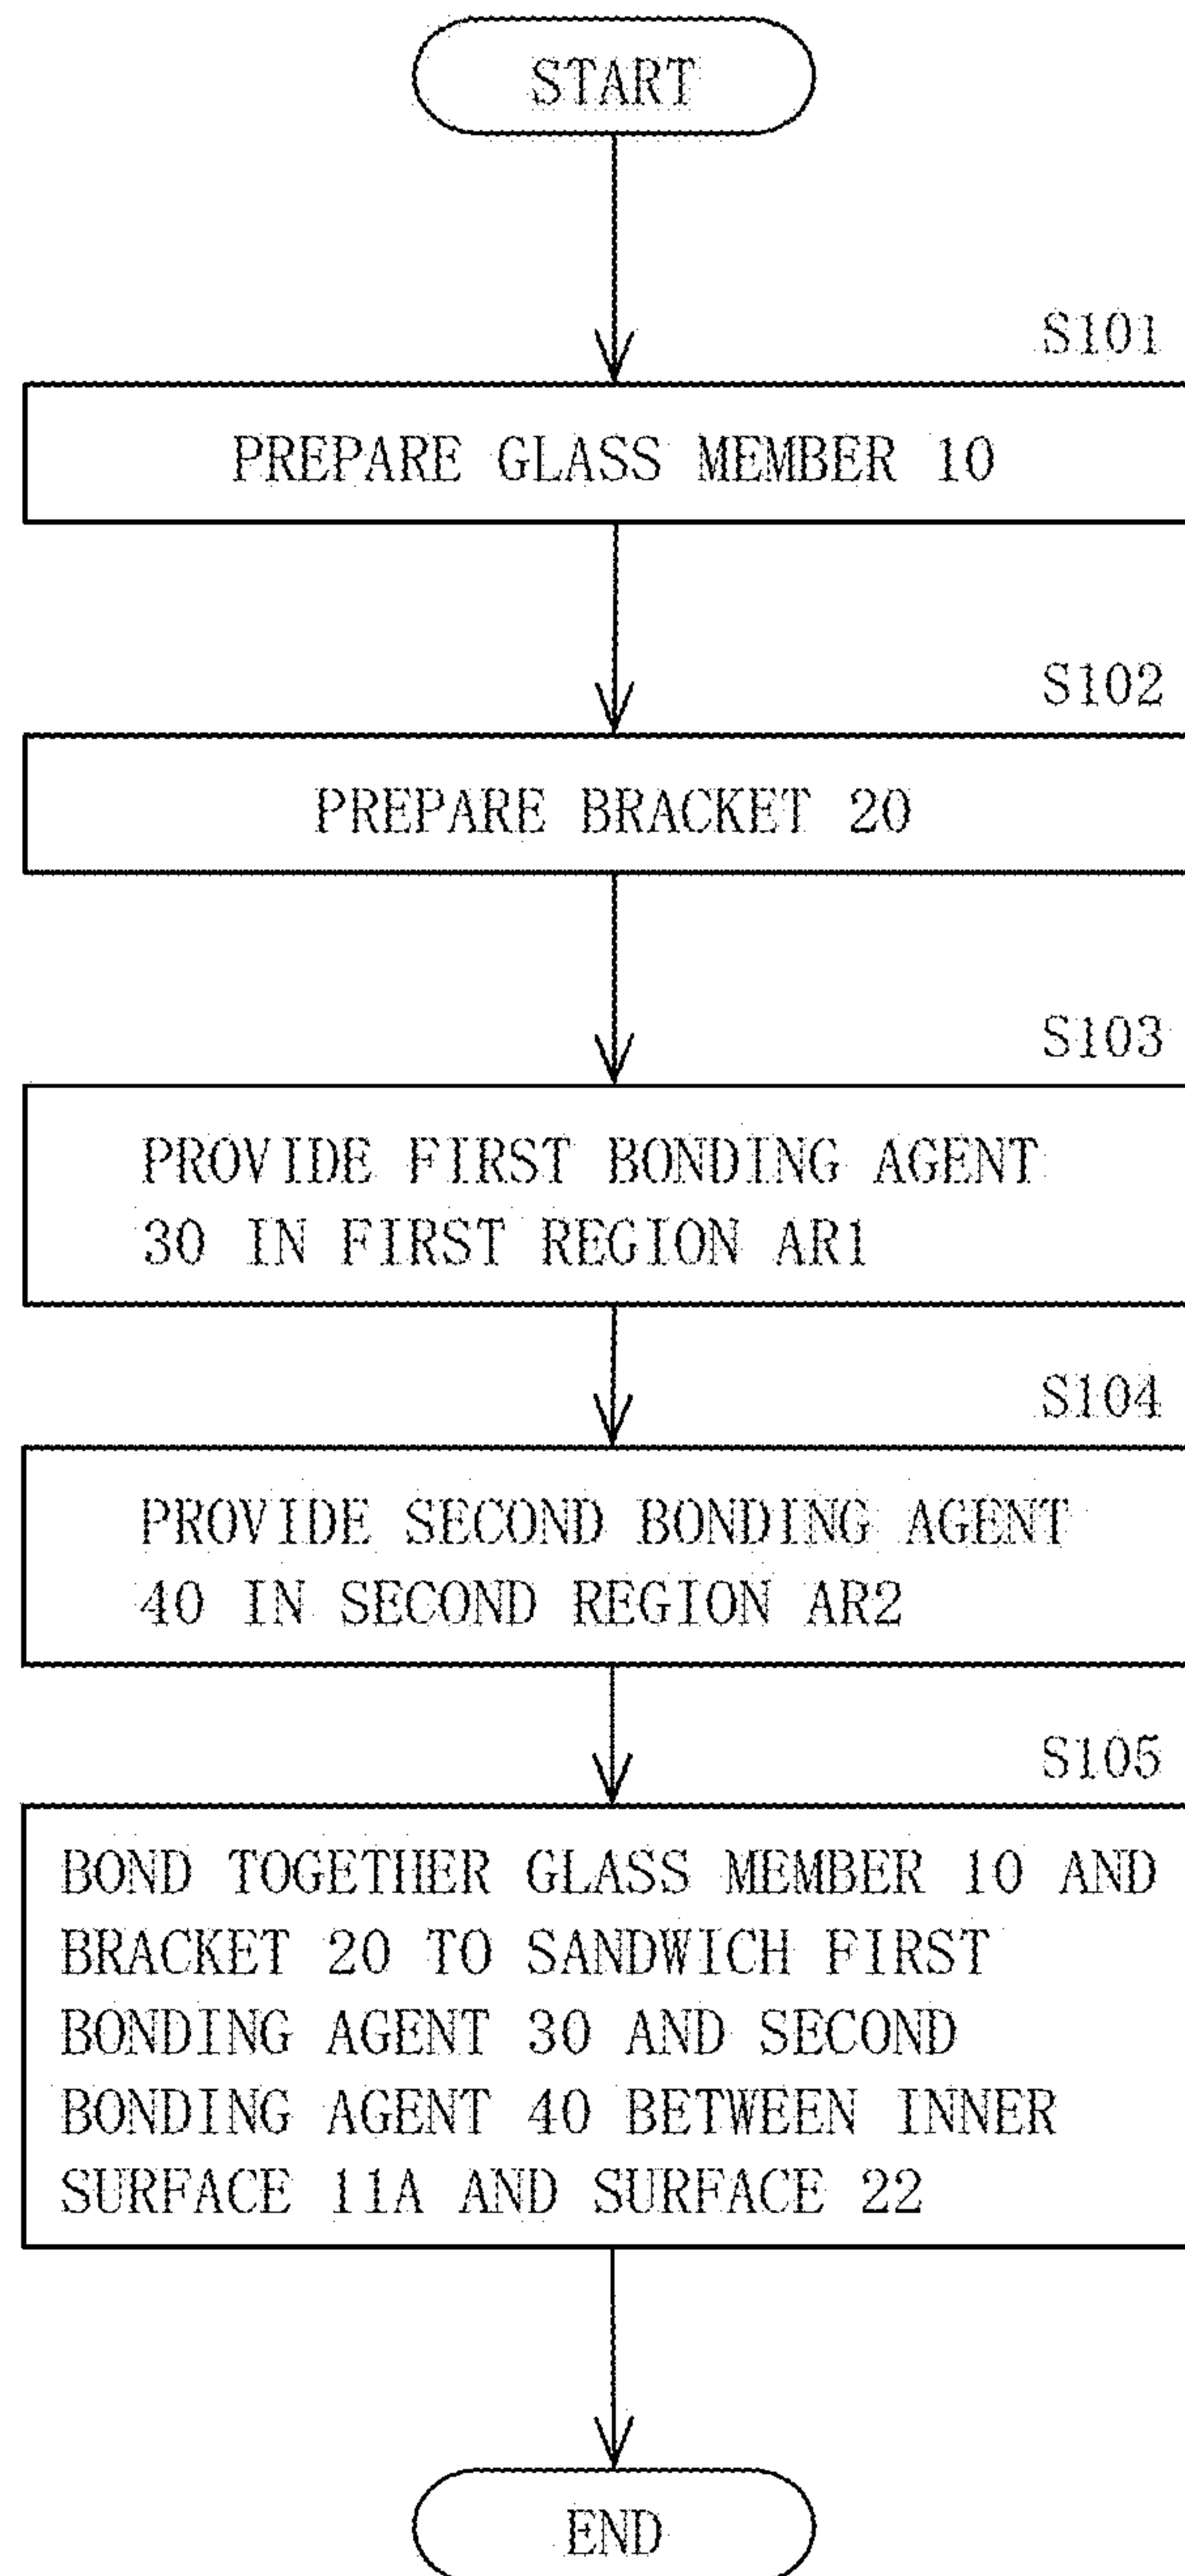 START
S101
PREPARE GLASS MEMBER 10
S102
PREPARE BRACKET 20
S103
PROVIDE FIRST BONDING AGENT
30 IN FIRST REGION AR1
S104
PROVIDE SECOND BONDING AGENT
40 IN SECOND REGION AR2
S105
BOND TOGETHER GLASS MEMBER 10 AND
BRACKET 20 TO SANDWICH FIRST
BONDING AGENT 30 AND SECOND
BONDING AGENT 40 BETWEEN INNER
SURFACE 11A AND SURFACE 22
END